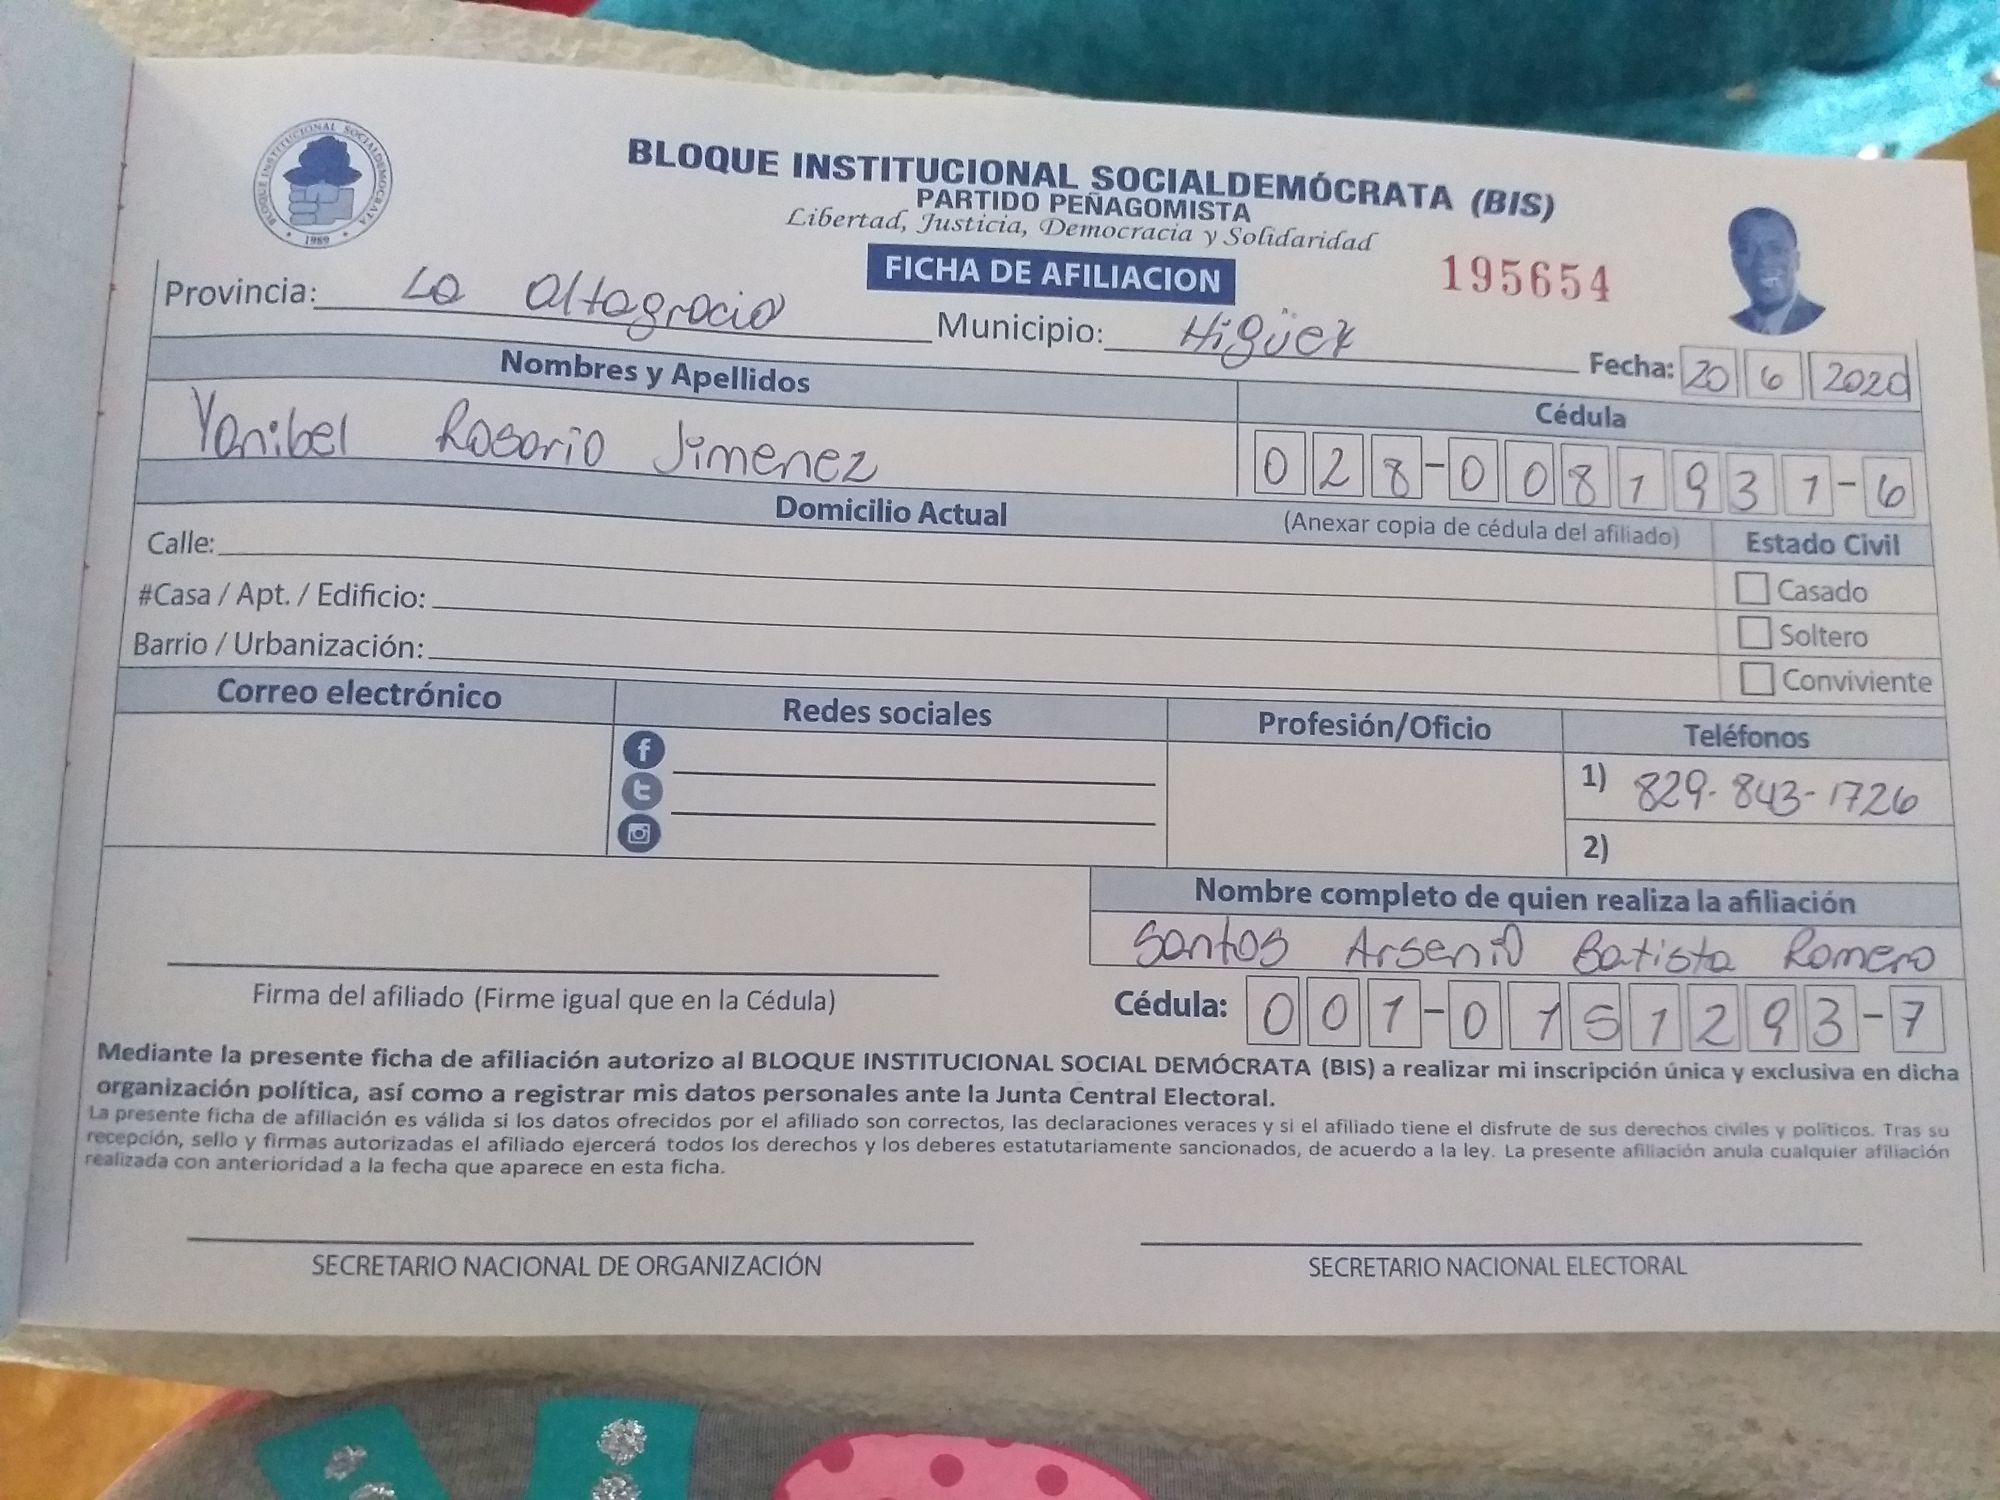 BLOQUE INSTITUCIONAL SOCIALDEMOCRATA
1989
BLOQUE INSTITUCIONAL SOCIALDEMÓCRATA (BIS)
PARTIDO PEÑAGOMISTA
Libertad, Justicia, Democracia y Solidaridad
FICHA DE AFILIACION
195654
Provincia: La altagracia Municipio: Higüey Fecha: 20 6 2020
Nombres y Apellidos Cédula
Yanibel Rosario Jimenez 028-0081931-6
Domicilio Actual (Anexar copia de cédula del afiliado) Estado Civil
Calle:
Casado
#Casa / Apt. / Edificio:
Soltero
Barrio / Urbanización:
Conviviente
Correo electrónico Redes sociales Profesión/Oficio Teléfonos
1) 829-843-1726
2)
Nombre completo de quien realiza la afiliación
Santos Arsenio Batista Romero
Firma del afiliado (Firme igual que en la Cédula) Cédula: 001-0151293-7
Mediante la presente ficha de afiliación autorizo al BLOQUE INSTITUCIONAL SOCIAL DEMÓCRATA (BIS) a realizar mi inscripción única y exclusiva en dicha
organización política, así como a registrar mis datos personales ante la Junta Central Electoral.
La presente ficha de afiliación es válida si los datos ofrecidos por el afiliado son correctos, las declaraciones veraces y si el afiliado tiene el disfrute de sus derechos civiles y políticos. Tras su
recepción, sello y firmas autorizadas el afiliado ejercerá todos los derechos y los deberes estatutariamente sancionados, de acuerdo a la ley. La presente afiliación anula cualquier afiliación
realizada con anterioridad a la fecha que aparece en esta ficha.
SECRETARIO NACIONAL DE ORGANIZACIÓN SECRETARIO NACIONAL ELECTORAL